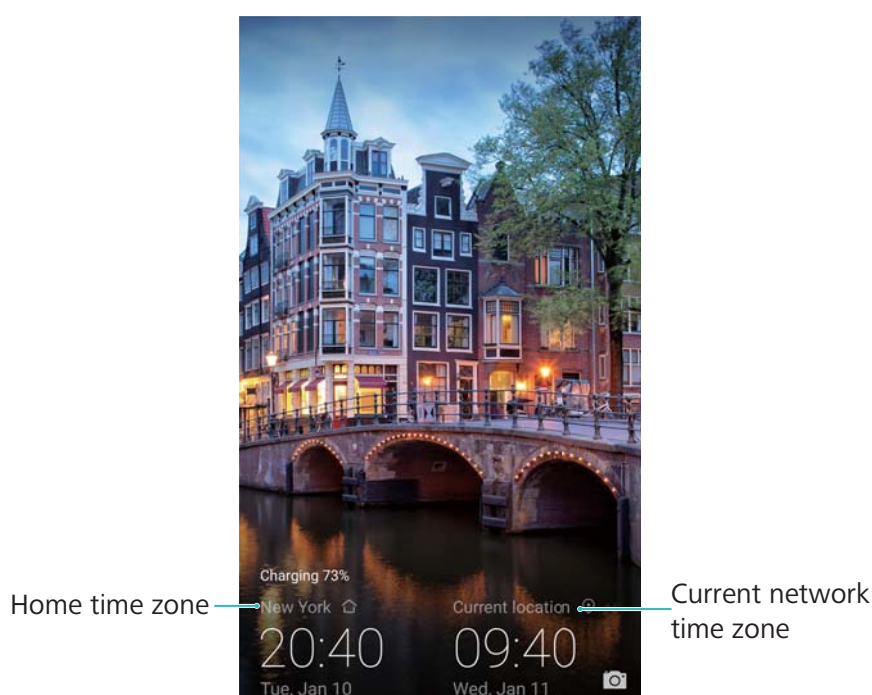 Charging 73%
Home time zone
New York
Current location
Current network
time zone
20:40
09:40
Tue, Jan 10
Wed, Jan 11